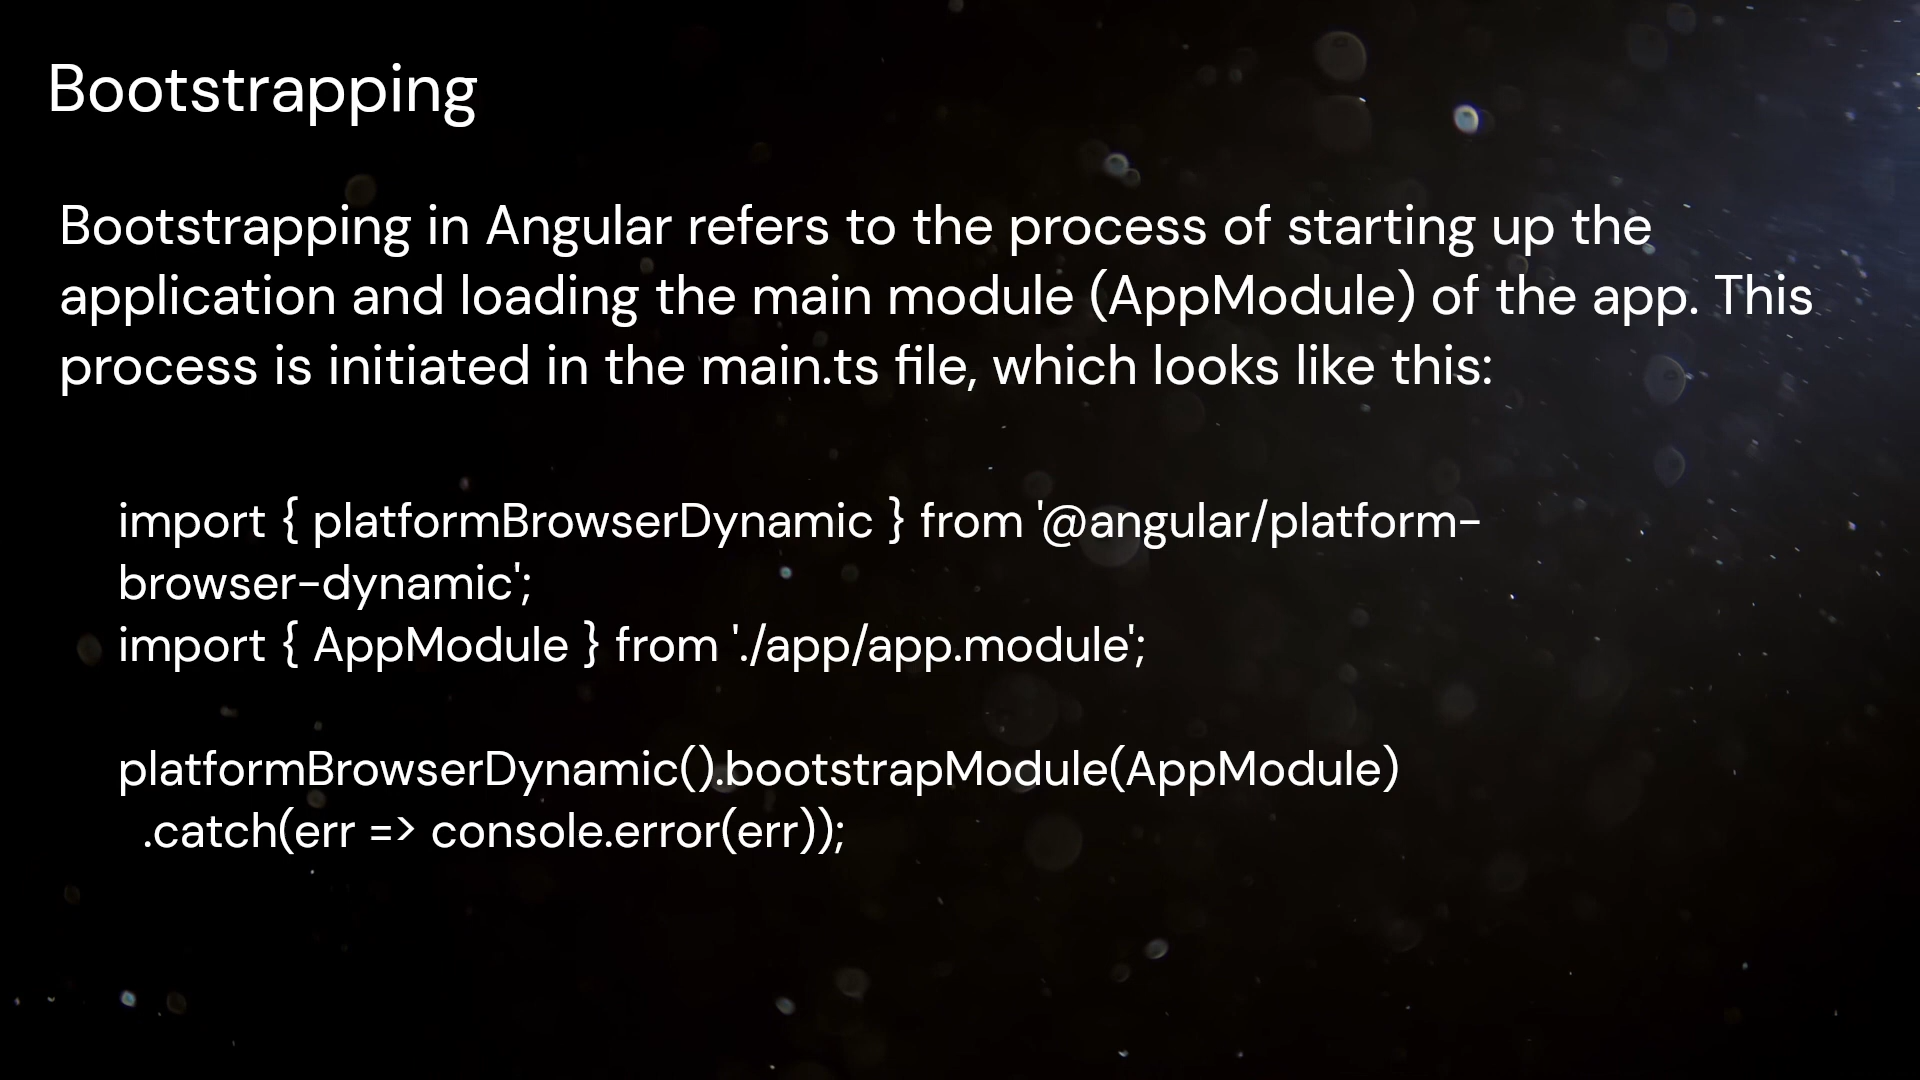 Bootstrapping
Bootstrapping in Angular refers to the process of starting up the
application and loading the main module (AppModule) of the app. This
process is initiated in the main.ts file, which looks like this:
import { platformBrowserDynamic } from '@angular/platform-
browser-dynamic';
import { AppModule } from './app/app.module';
platformBrowserDynamic().bootstrapModule(AppModule)
.catch(err => console.error(err));